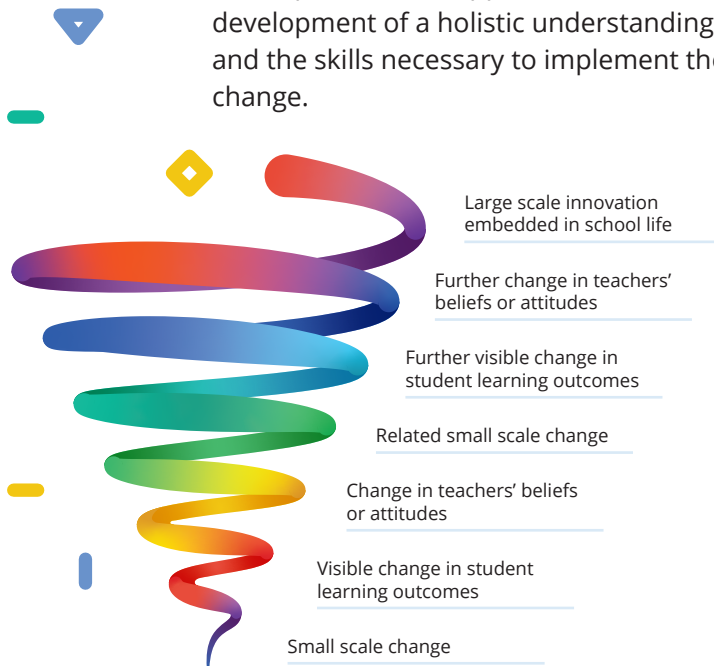 development of a holistic understanding
and the skills necessary to implement the
change.
Large scale innovation
embedded in school life
Further change in teachers’
beliefs or attitudes
Further visible change in
student learning outcomes
Related small scale change
Change in teachers’ beliefs
or attitudes
Visible change in student
learning outcomes
Small scale change